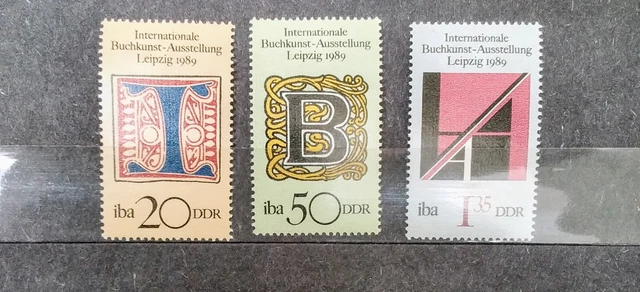 Internationale
Buchkunst-Ausstellung
Leipzig 1989
I
iba 20 DDR
Internationale
Buchkunst-Ausstellung
Leipzig 1989
B
iba 50 DDR
Internationale
Buchkunst-Ausstellung
Leipzig 1989
A
iba 1 35 DDR